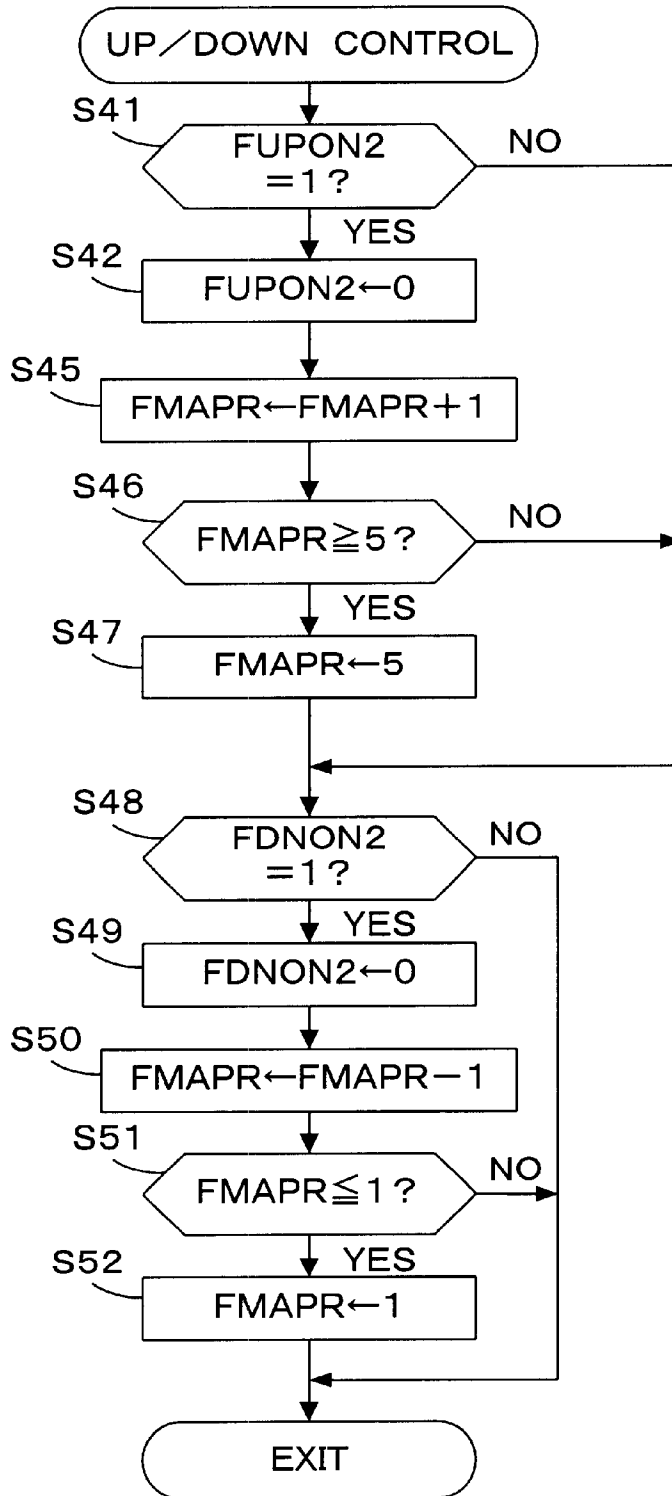 UP/DOWN CONTROL
S41
FUPON2
=1?
NO
YES
S42
FUPON2←0
S45
FMAPR←FMAPR+1
S46
FMAPR≧5?
NO
YES
S47
FMAPR←5
S48
FDNON2
=1?
NO
YES
S49
FDNON2←0
S50
FMAPR←FMAPR−1
S51
FMAPR≦1?
NO
YES
S52
FMAPR←1
EXIT